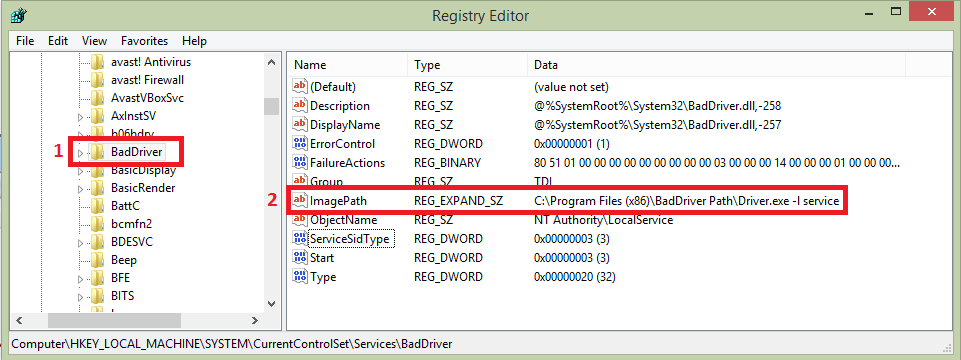 Registry Editor
File Edit View Favorites Help
avast! Antivirus
avast! Firewall
AvastVBoxSvc
AxInstSV
b06bdrv
1
BadDriver
BasicDisplay
BasicRender
BattC
bcmfn2
BDESVC
Beep
BFE
BITS
Name Type Data
(Default) REG_SZ (value not set)
Description REG_SZ @%SystemRoot%\System32\BadDriver.dll,-258
DisplayName REG_SZ @%SystemRoot%\System32\BadDriver.dll,-257
ErrorControl REG_DWORD 0x00000001 (1)
FailureActions REG_BINARY 80 51 01 00 00 00 00 00 00 00 00 00 03 00 00 00 14 00 00 00 01 00 00 00...
Group REG_SZ TDI
2 ImagePath REG_EXPAND_SZ C:\Program Files (x86)\BadDriver Path\Driver.exe -I service
ObjectName REG_SZ NT Authority\LocalService
ServiceSidType REG_DWORD 0x00000003 (3)
Start REG_DWORD 0x00000003 (3)
Type REG_DWORD 0x00000020 (32)
Computer\HKEY_LOCAL_MACHINE\SYSTEM\CurrentControlSet\Services\BadDriver